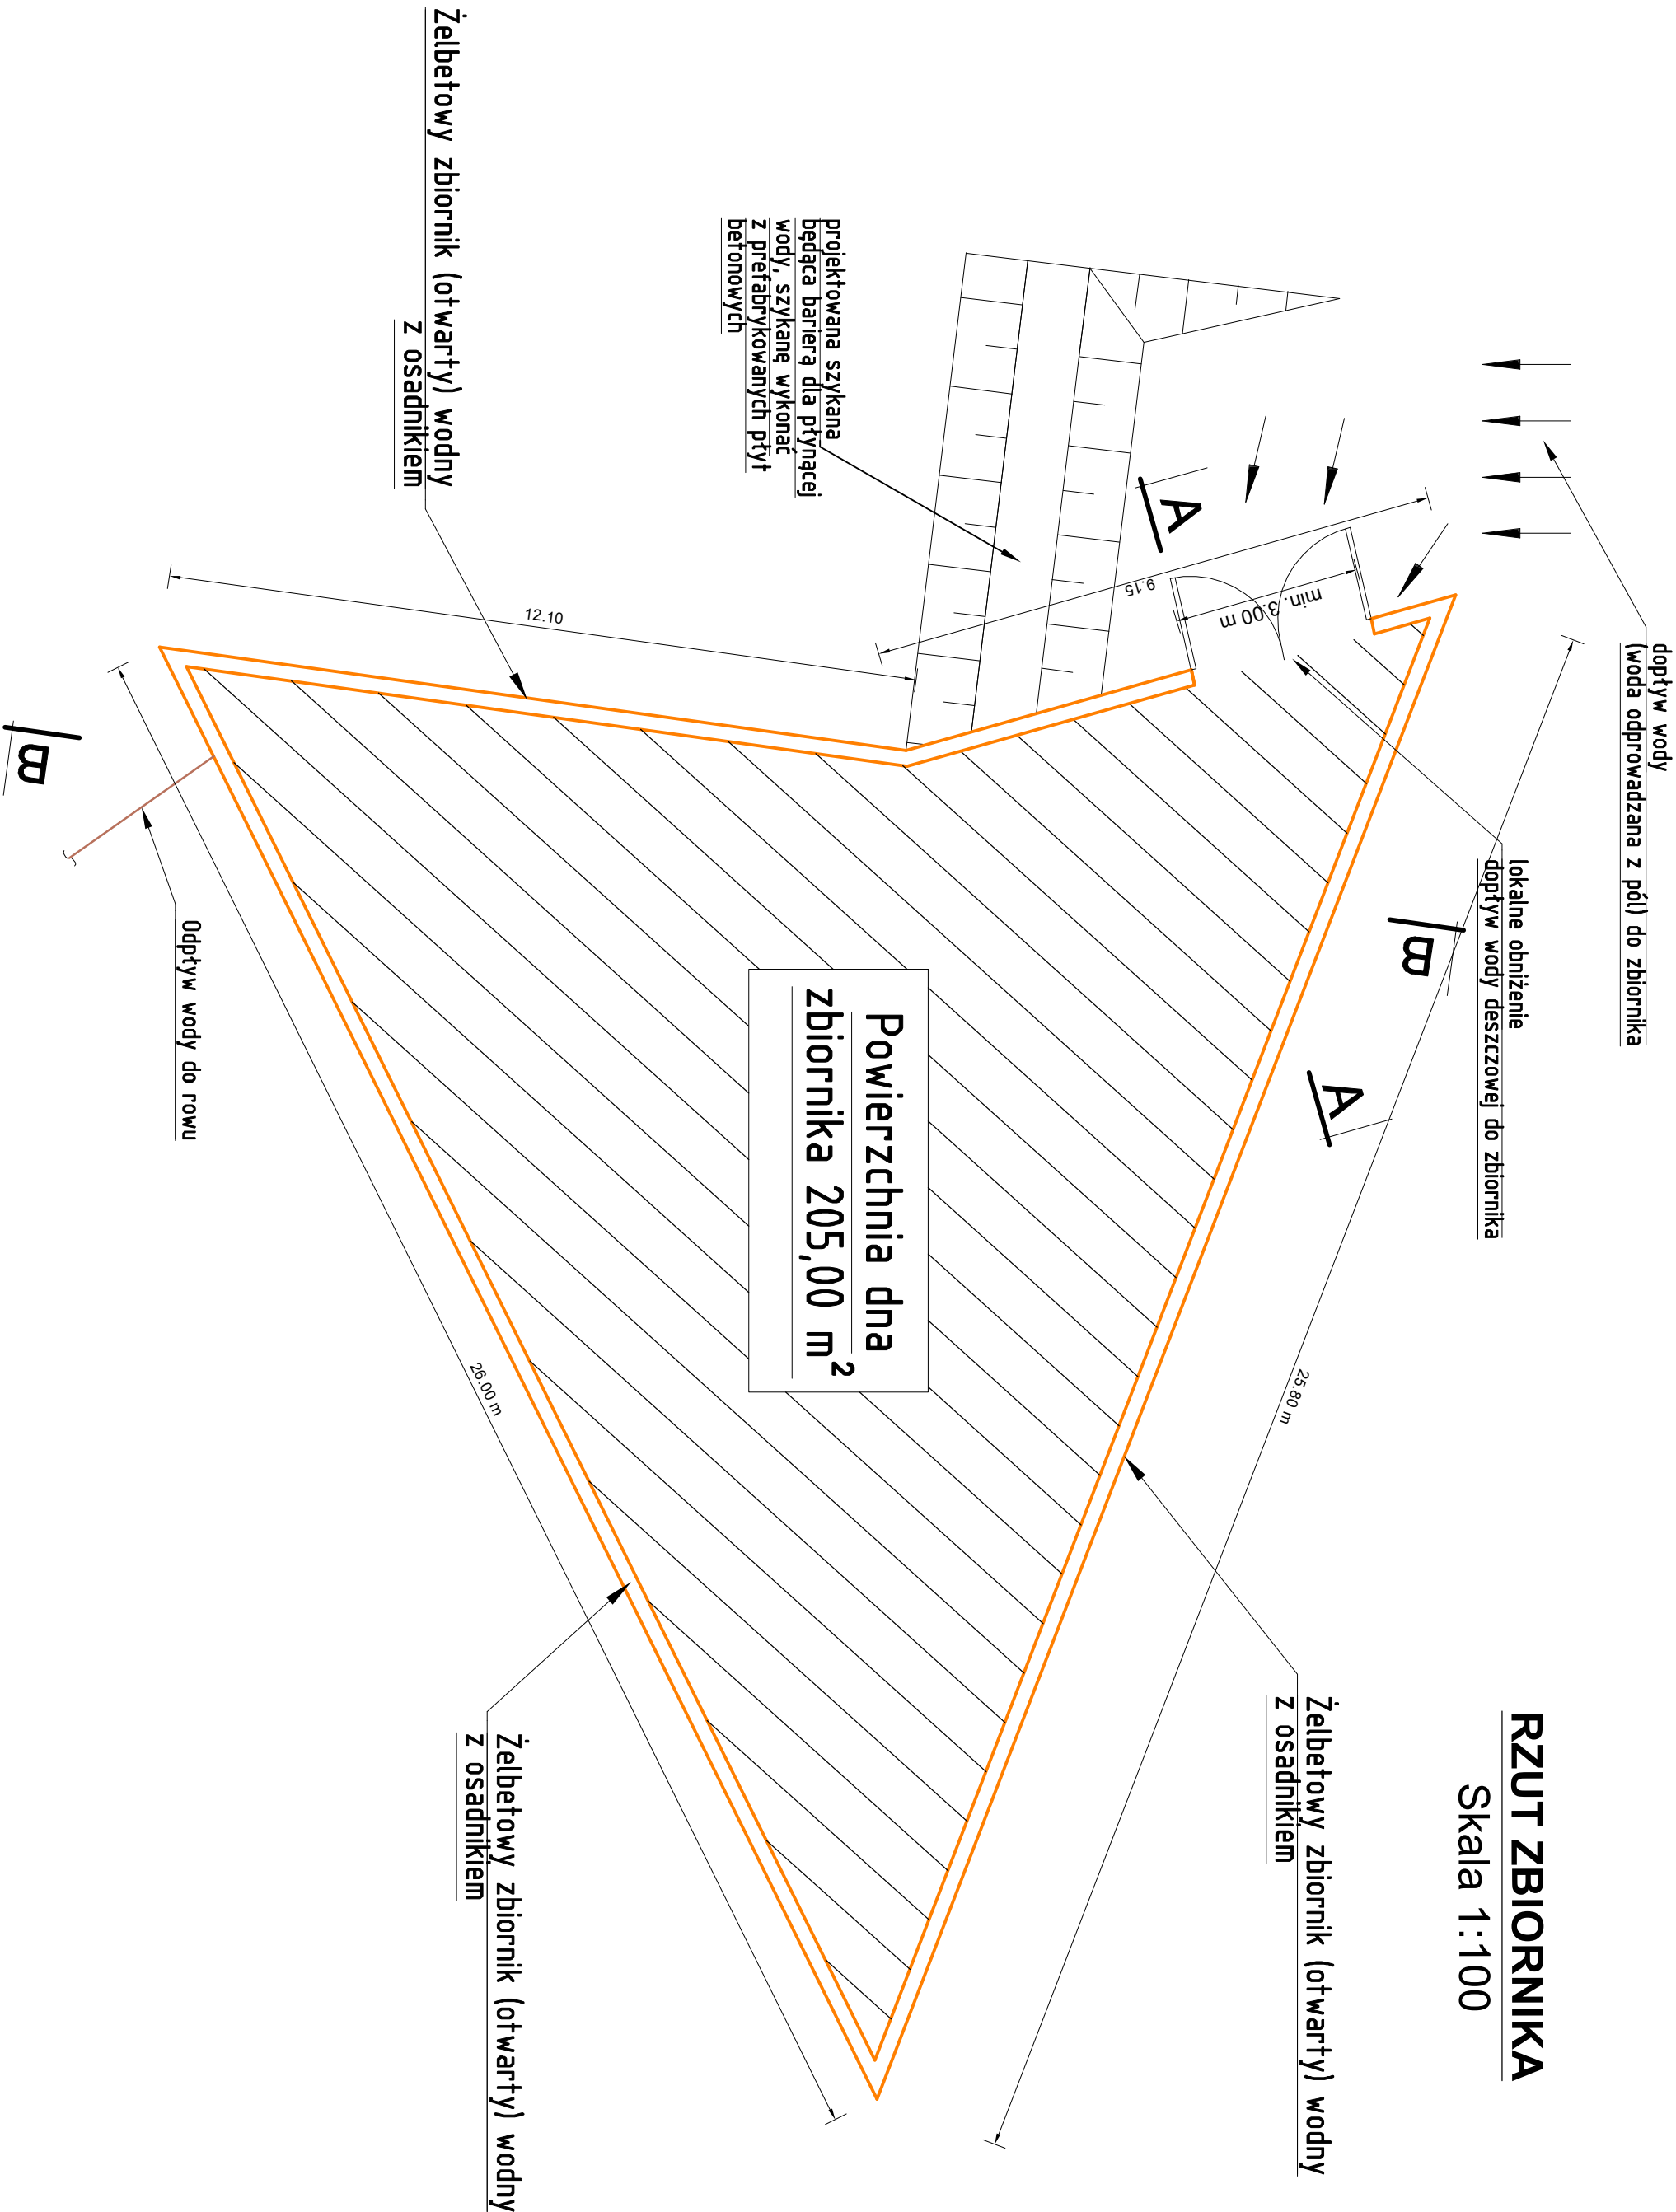 RZUT ZBIORNIKA
Skala 1:100
dopływ wody
(woda odprowadzana z pól) do zbiornika
lokalne obniżenie
dopływ wody deszczowej do zbiornika
Żelbetowy zbiornik (otwarty) wodny
z osadnikiem
A
A
B
B
9.15
min. 3.00 m
25.80 m
12.10
26.00 m
projektowana szykana
będąca barierą dla płynącej
wody, szykanę wykonać
z prefabrykowanych płyt
betonowych
Powierzchnia dna
zbiornika 205,00 m²
Żelbetowy zbiornik (otwarty) wodny
z osadnikiem
Żelbetowy zbiornik (otwarty) wodny
z osadnikiem
Odpływ wody do rowu